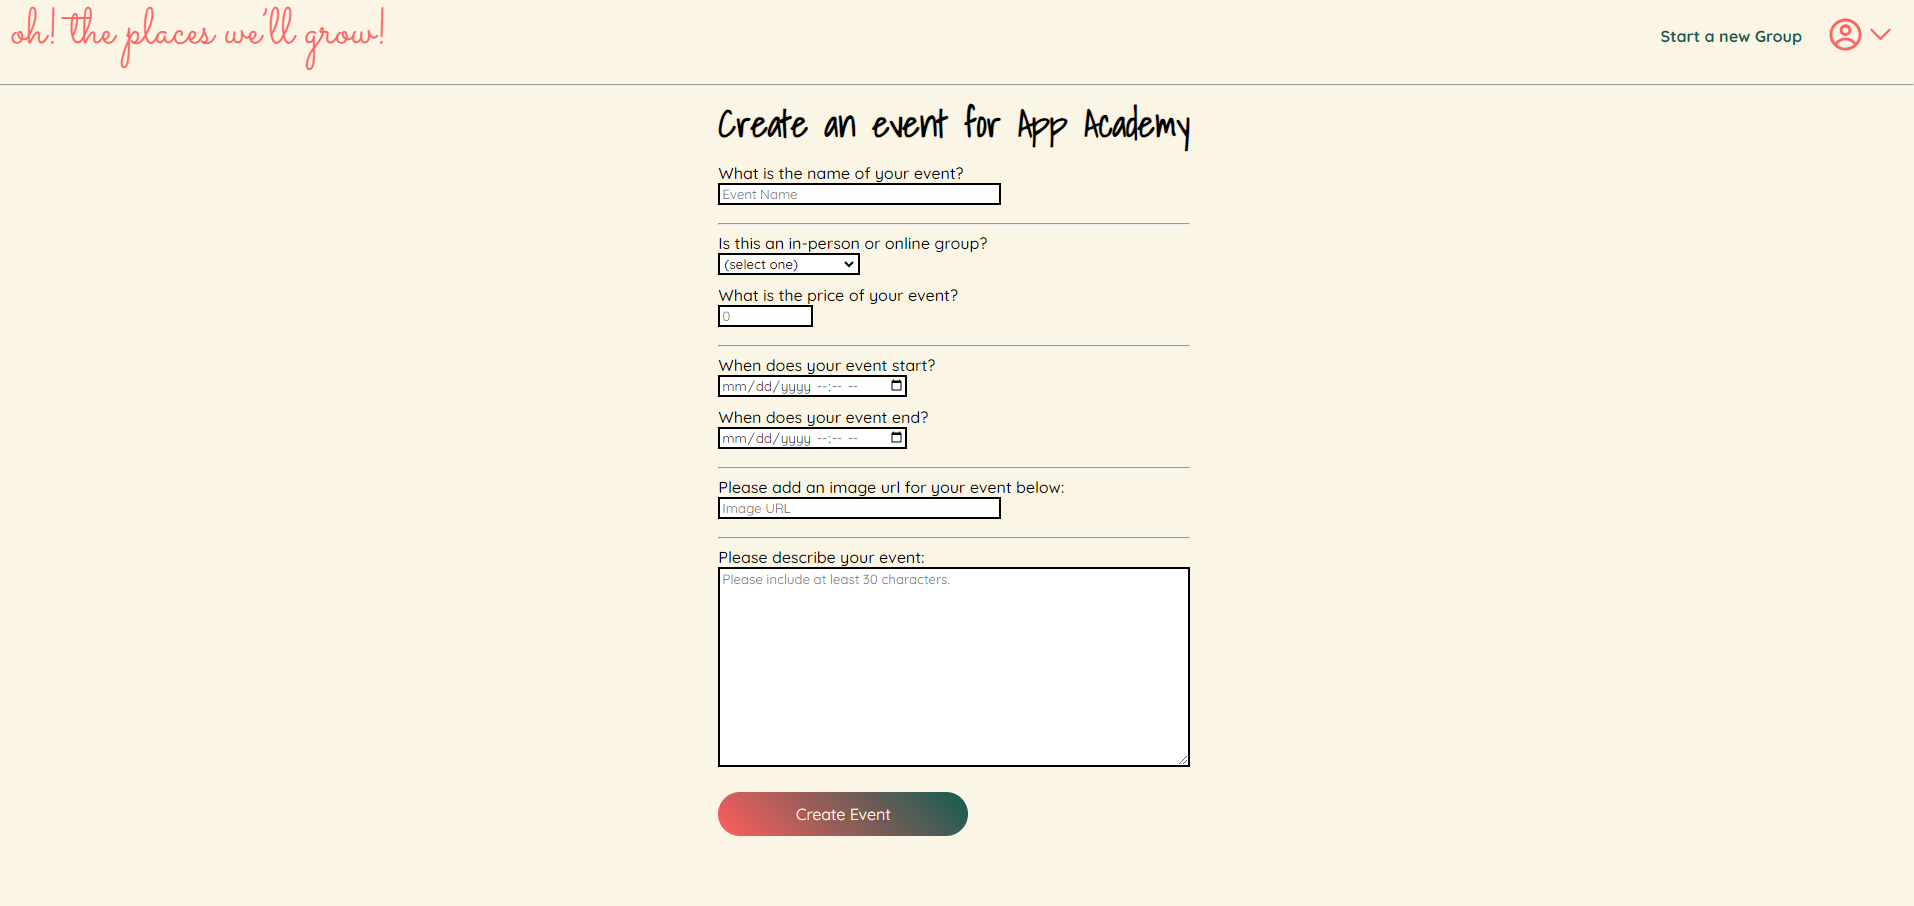 oh! the places we'll grow!
Start a new Group
Create an event for App Academy
What is the name of your event?
Event Name
Is this an in-person or online group?
(select one)
What is the price of your event?
0
When does your event start?
mm/dd/yyyy --:-- --
When does your event end?
mm/dd/yyyy --:-- --
Please add an image url for your event below:
Image URL
Please describe your event:
Please include at least 30 characters.
Create Event